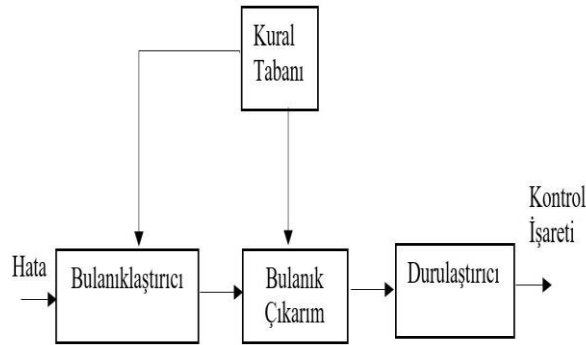 Kural
Tabanı
Kontrol
İşareti
Hata
Bulanıklaştırıcı
Bulanık
Çıkarım
Durulaştırıcı